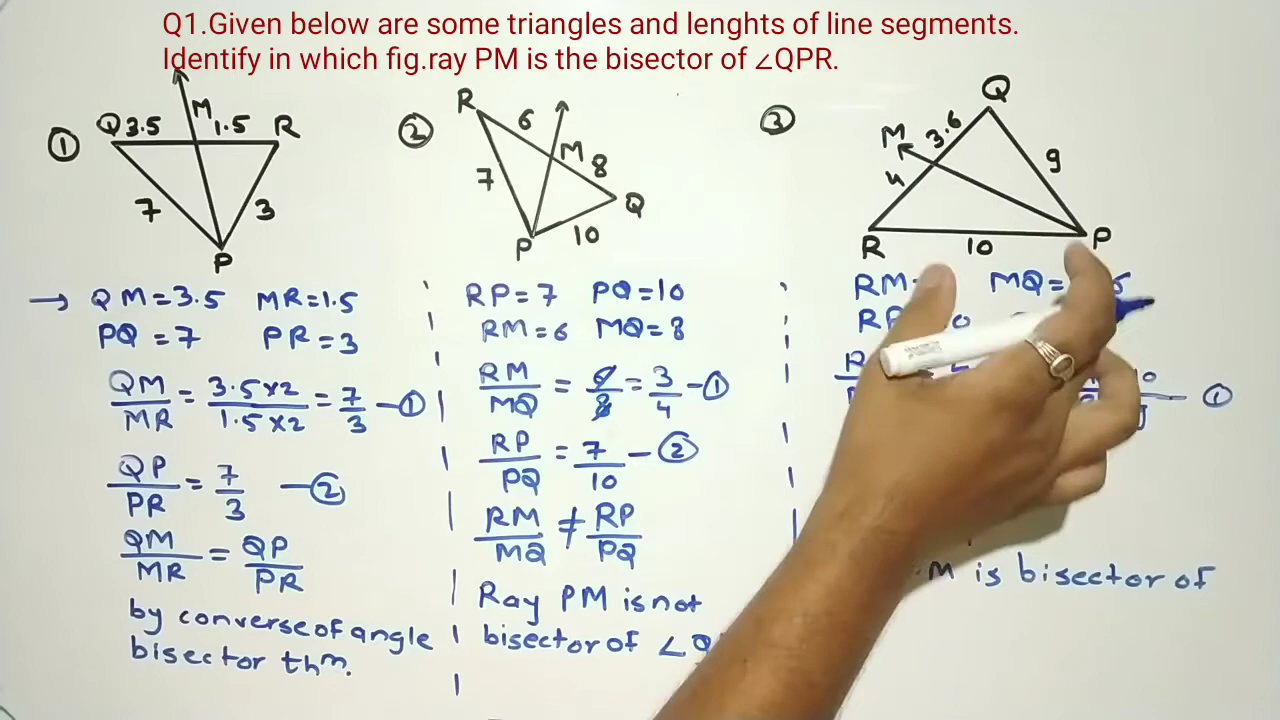 Q1.Given below are some triangles and lenghts of line segments.
Identify in which fig.ray PM is the bisector of ∠QPR.
①
Q 3.5 M 1.5 R
7 3
P
→ QM=3.5 MR=1.5
PQ=7 PR=3
QM/MR = 3.5×2/1.5×2 = 7/3 —①
QP/PR = 7/3 —②
QM/MR = QP/PR
by converse of angle
bisector thm.
②
R 6
M 8
7 Q
P 10
RP=7 PQ=10
RM=6 MQ=8
RM/MQ = 6/8 = 3/4 —①
RP/PQ = 7/10 —②
RM/MQ ≠ RP/PQ
Ray PM is not
bisector of ∠Q
③
Q
M 3.6
4 9
R 10 P
RM= MQ=
①
M is bisector of